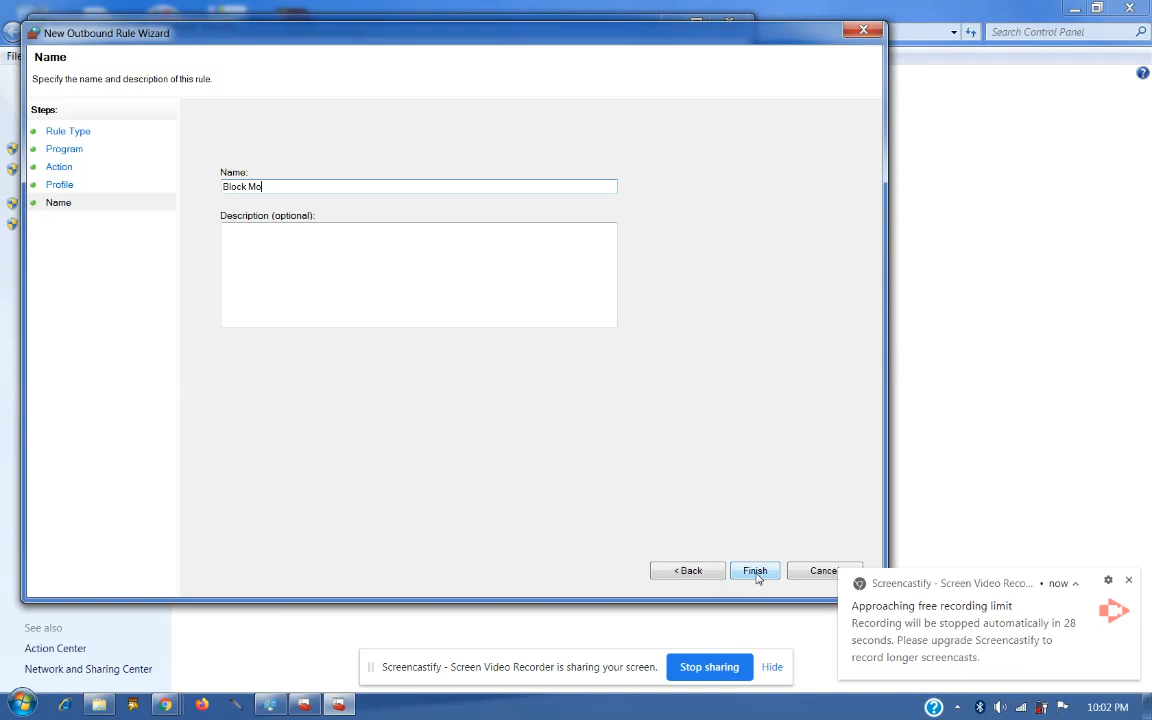 New Outbound Rule Wizard
Search Control Panel
Name
Specify the name and description of this rule.
Steps:
Rule Type
Program
Action
Profile
Name
Name:
Block Mo
Description (optional):
< Back
Finish
See also
Action Center
Network and Sharing Center
Screencastify - Screen Video Reco... • now
Approaching free recording limit
Recording will be stopped automatically in 28
seconds. Please upgrade Screencastify to
record longer screencasts.
Screencastify - Screen Video Recorder is sharing your screen.
Stop sharing
Hide
10:02 PM